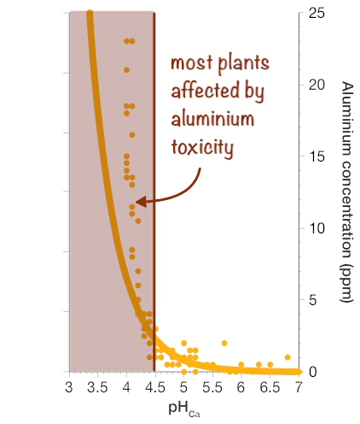 25
20
15
10
5
0
Aluminium concentration (ppm)
most plants
affected by
aluminium
toxicity
3 3.5 4 4.5 5 5.5 6 6.5 7
pHCa